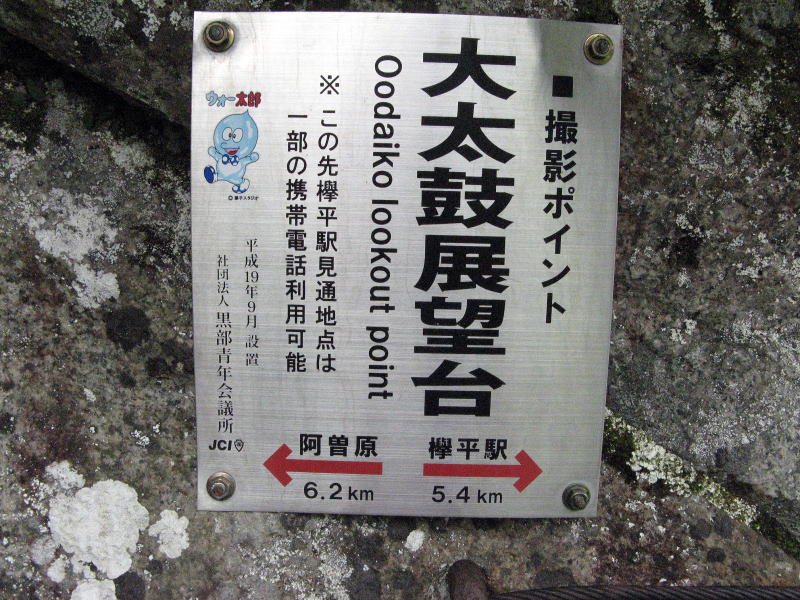 ■撮影ポイント
大太鼓展望台
Oodaiko lookout point
※この先欅平駅見通地点は
一部の携帯電話利用可能
ウォー太郎
平成19年9月 設置
社団法人 黒部青年会議所
JCI
阿曽原
6.2km
欅平駅
5.4km